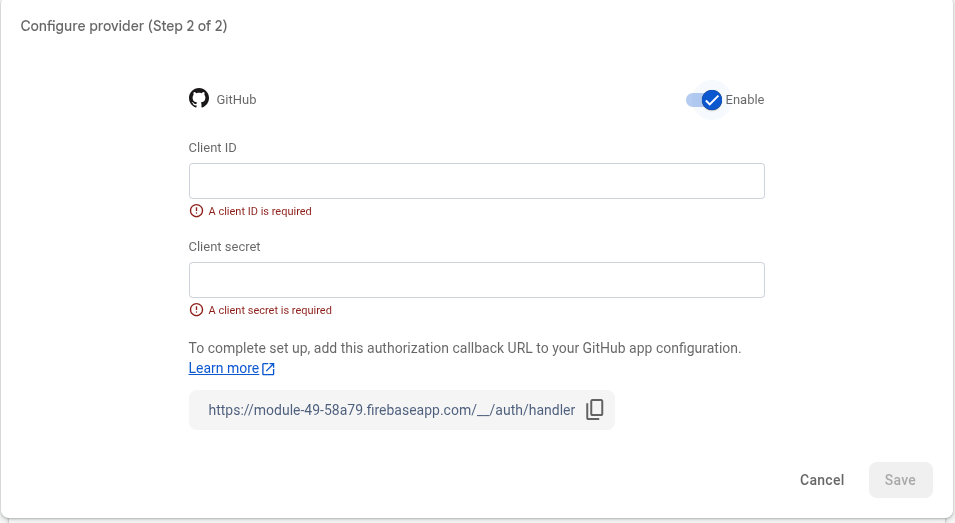 Configure provider (Step 2 of 2)
GitHub
Enable
Client ID
A client ID is required
Client secret
A client secret is required
To complete set up, add this authorization callback URL to your GitHub app configuration.
Learn more
https://module-49-58a79.firebaseapp.com/__/auth/handler
Cancel
Save